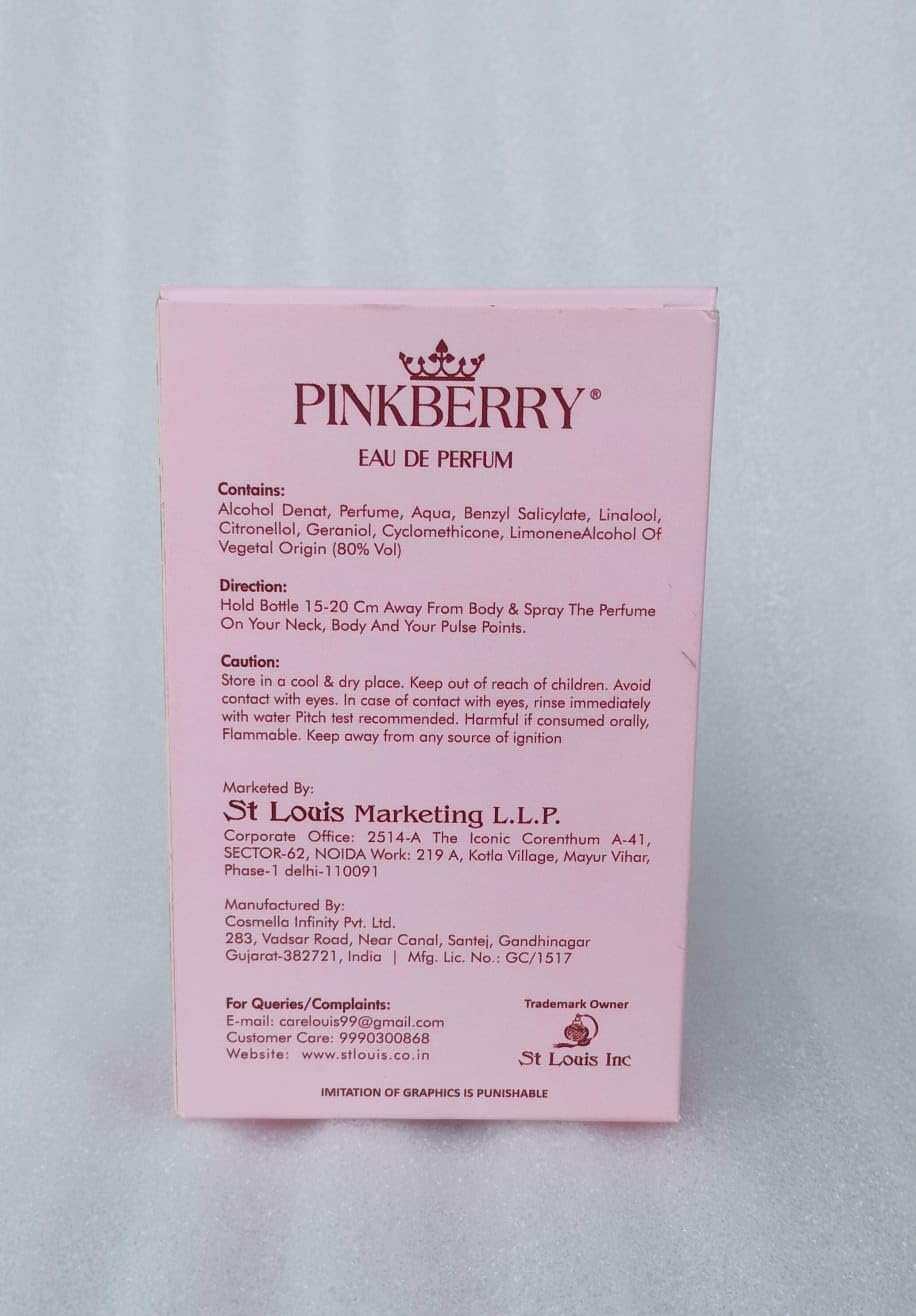 PINKBERRY®
EAU DE PERFUM
Contains:
Alcohol Denat, Perfume, Aqua, Benzyl Salicylate, Linalool,
Citronellol, Geraniol, Cyclomethicone, LimoneneAlcohol Of
Vegetal Origin (80% Vol)
Direction:
Hold Bottle 15-20 Cm Away From Body & Spray The Perfume
On Your Neck, Body And Your Pulse Points.
Caution:
Store in a cool & dry place. Keep out of reach of children. Avoid
contact with eyes. In case of contact with eyes, rinse immediately
with water Pitch test recommended. Harmful if consumed orally,
Flammable. Keep away from any source of ignition
Marketed By:
St Louis Marketing L.L.P.
Corporate Office: 2514-A The Iconic Corenthum A-41,
SECTOR-62, NOIDA Work: 219 A, Kotla Village, Mayur Vihar,
Phase-1 delhi-110091
Manufactured By:
Cosmella Infinity Pvt. Ltd.
283, Vadsar Road, Near Canal, Santej, Gandhinagar
Gujarat-382721, India | Mfg. Lic. No.: GC/1517
For Queries/Complaints:
E-mail: carelouis99@gmail.com
Customer Care: 9990300868
Website: www.stlouis.co.in
Trademark Owner
St Louis Inc
IMITATION OF GRAPHICS IS PUNISHABLE